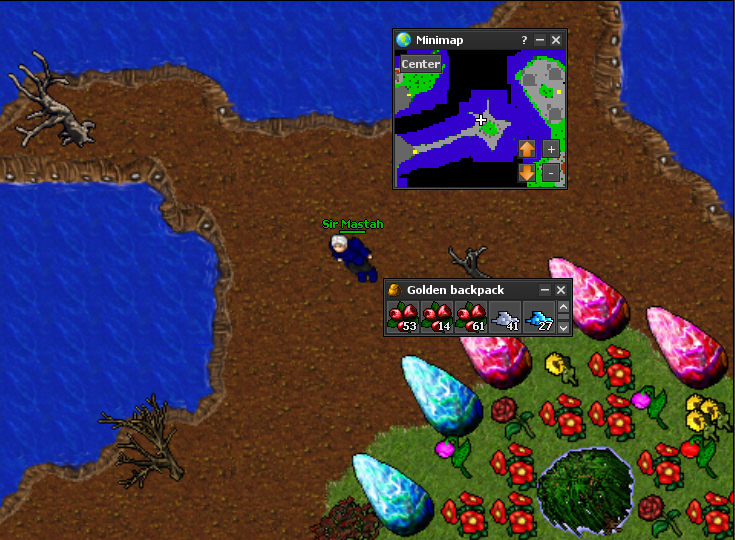 Minimap ?
Center
+
-
Sir Mastah
Golden backpack
53 14 61 41 27